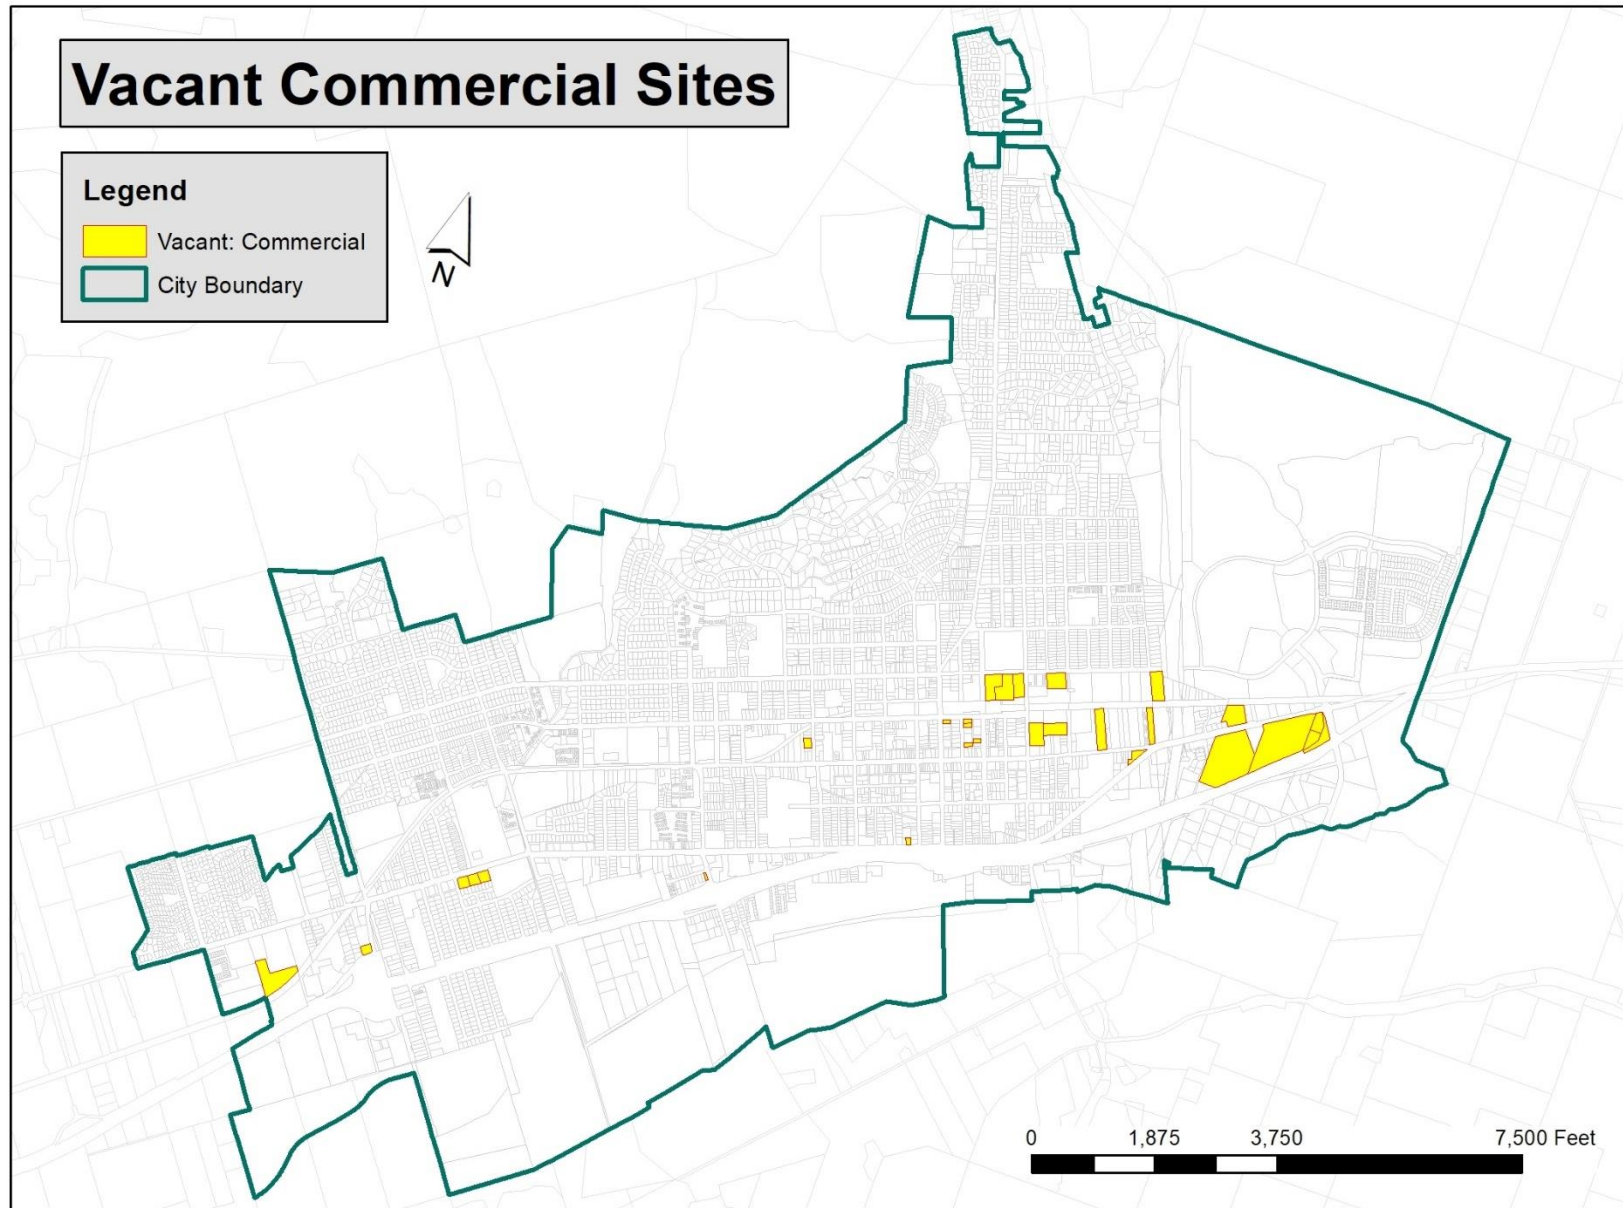 Vacant Commercial Sites
Legend
Vacant: Commercial
City Boundary
N
0 1,875 3,750 7,500 Feet